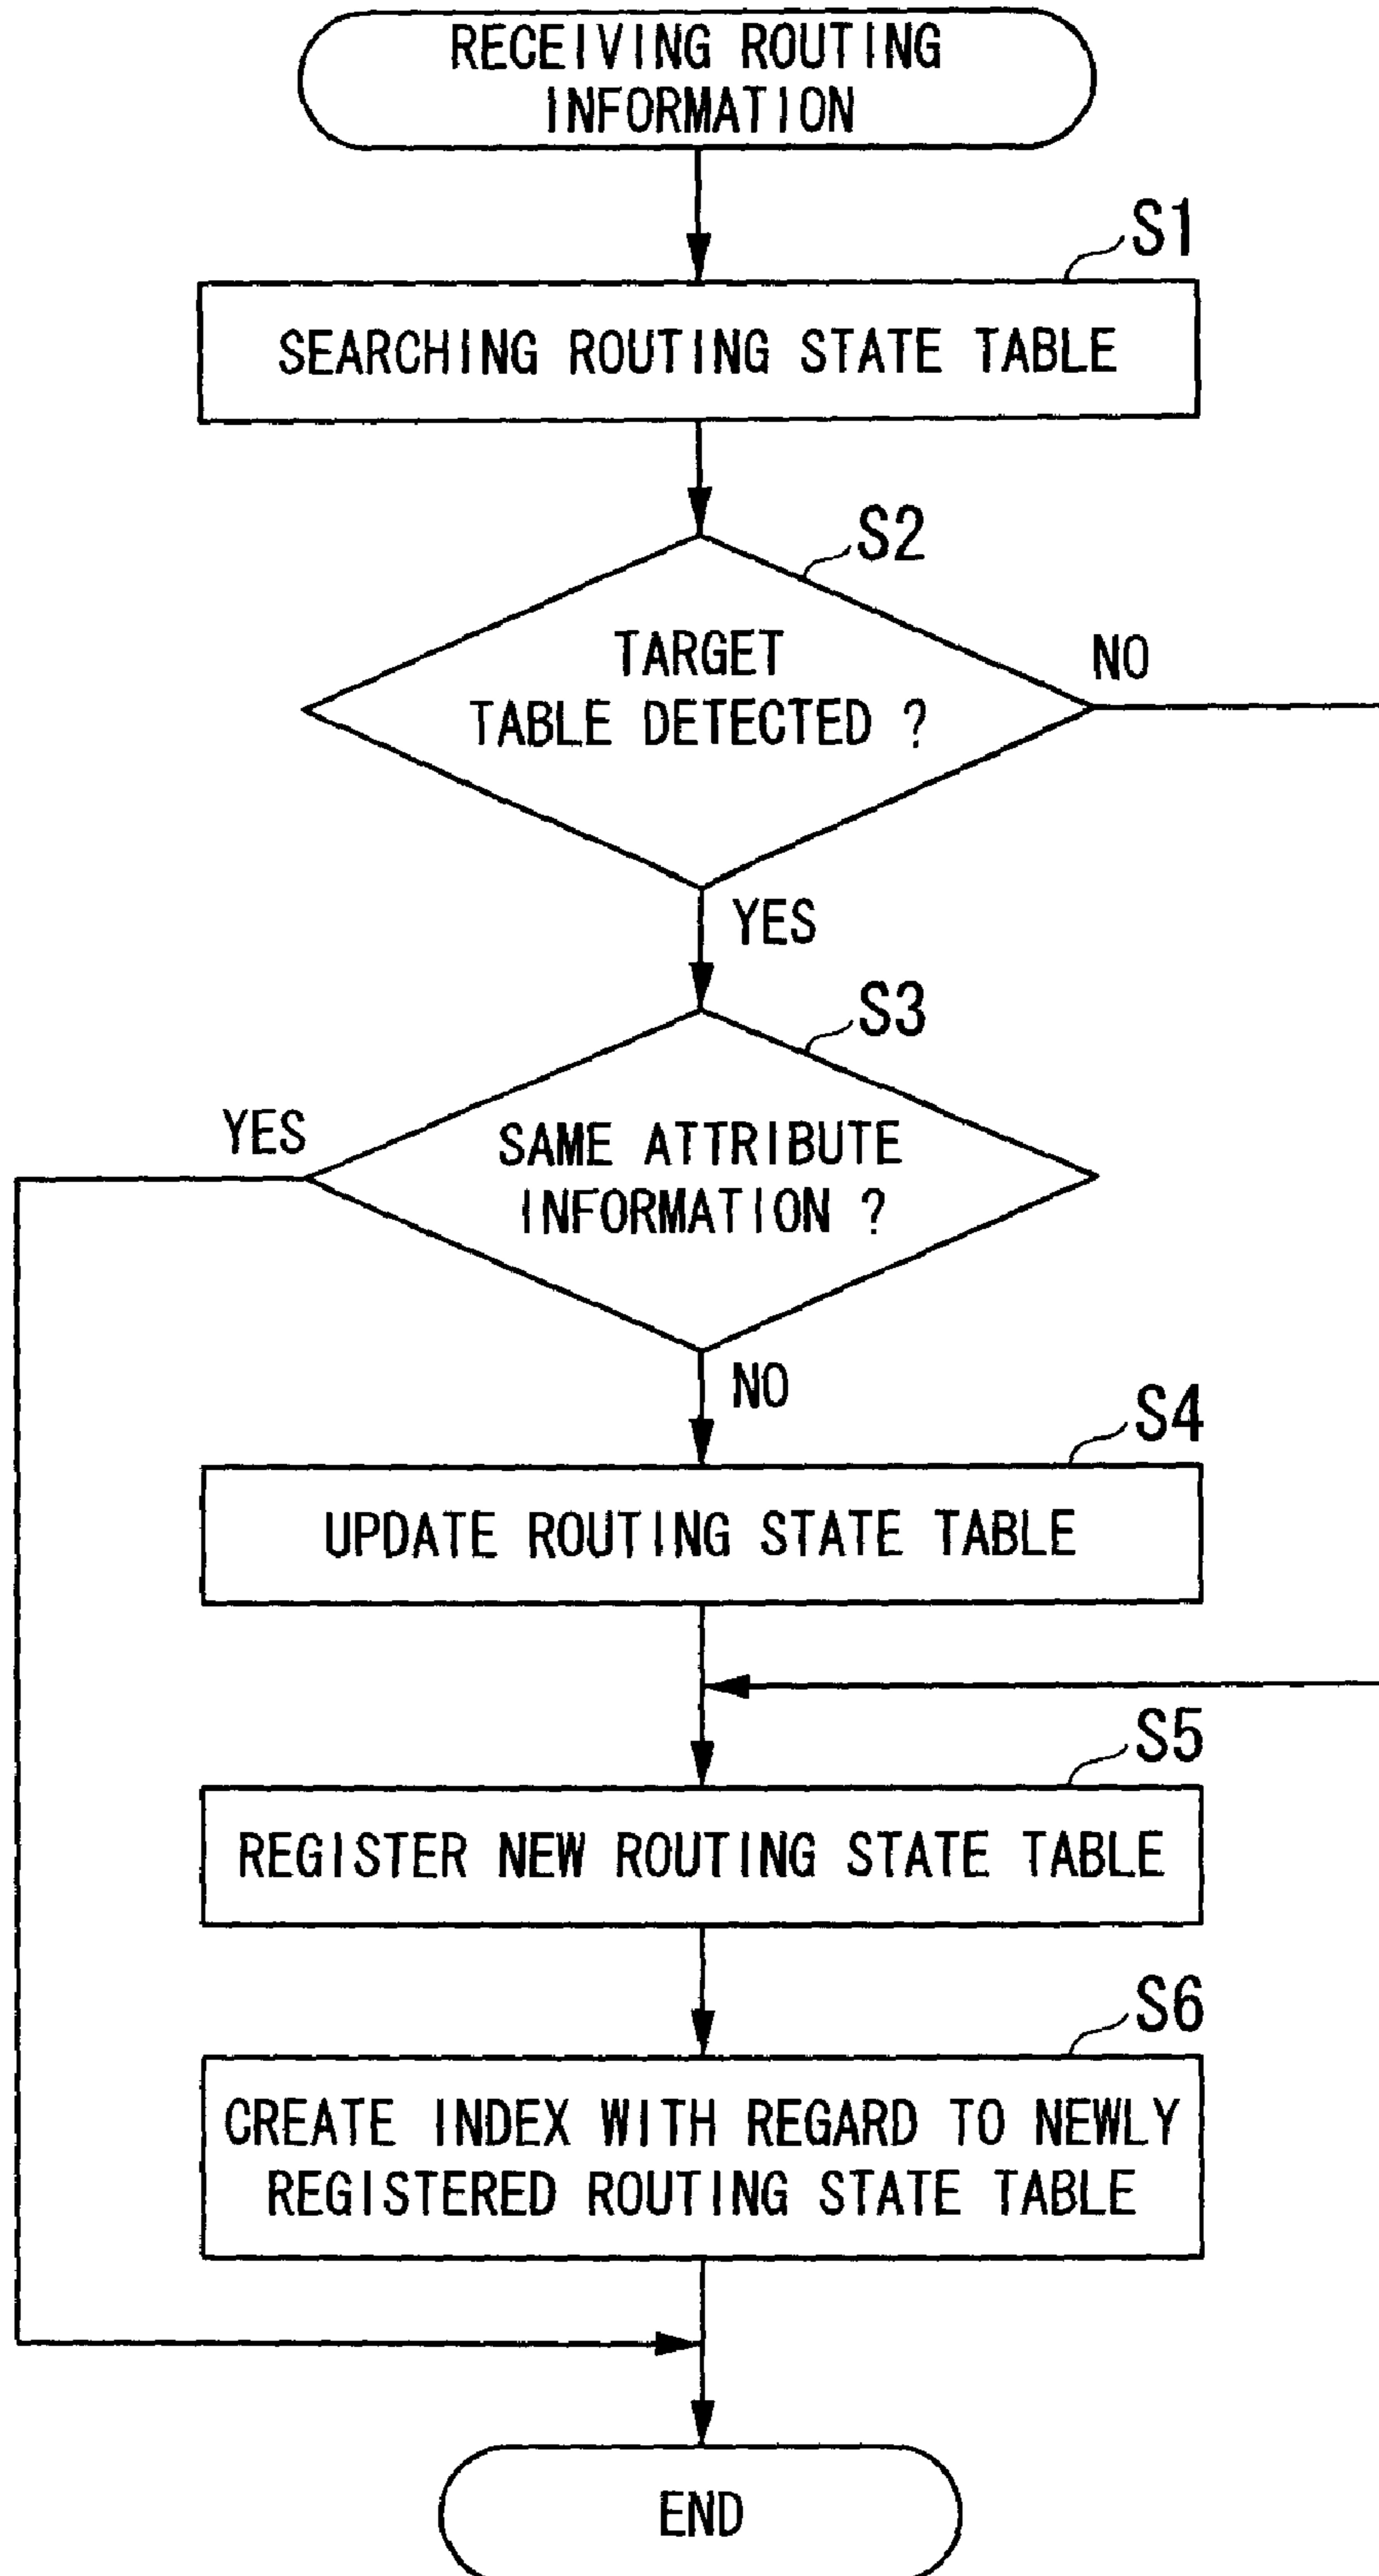 RECEIVING ROUTING
INFORMATION
S1
SEARCHING ROUTING STATE TABLE
S2
TARGET
TABLE DETECTED ?
NO
YES
S3
YES
SAME ATTRIBUTE
INFORMATION ?
NO
S4
UPDATE ROUTING STATE TABLE
S5
REGISTER NEW ROUTING STATE TABLE
S6
CREATE INDEX WITH REGARD TO NEWLY
REGISTERED ROUTING STATE TABLE
END